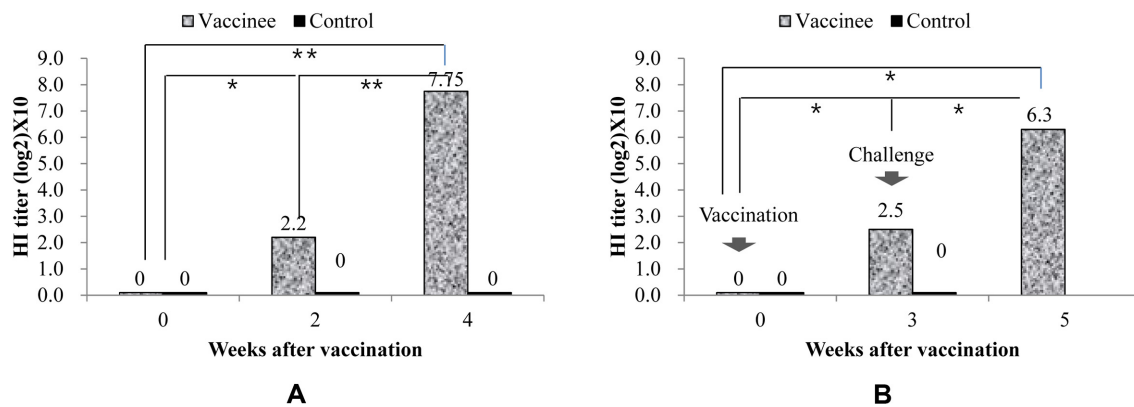 Vaccinee Control
**
* **
HI titer (log2)X10
9.0
8.0
7.0
6.0
5.0
4.0
3.0
2.0
1.0
0.0
7.75
2.2
0 0
0
0
0 2 4
Weeks after vaccination
A
Vaccinee Control
*
* *
HI titer (log2)X10
9.0
8.0
7.0
6.0
5.0
4.0
3.0
2.0
1.0
0.0
6.3
Challenge
Vaccination
2.5
0
0 0
0 3 5
Weeks after vaccination
B